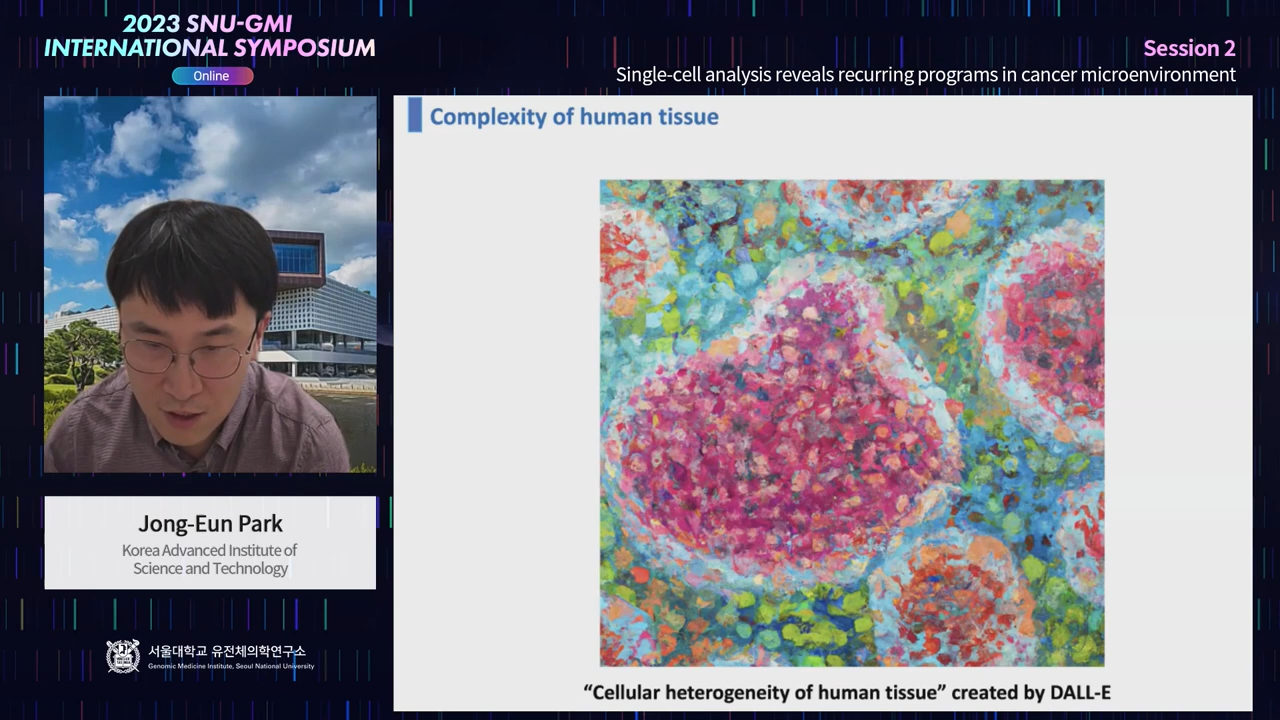 2023 SNU-GMI
INTERNATIONAL SYMPOSIUM
Online
Session 2
Single-cell analysis reveals recurring programs in cancer microenvironment
Complexity of human tissue
Jong-Eun Park
Korea Advanced Institute of
Science and Technology
서울대학교 유전체의학연구소
Genomic Medicine Institute, Seoul National University
“Cellular heterogeneity of human tissue” created by DALL-E